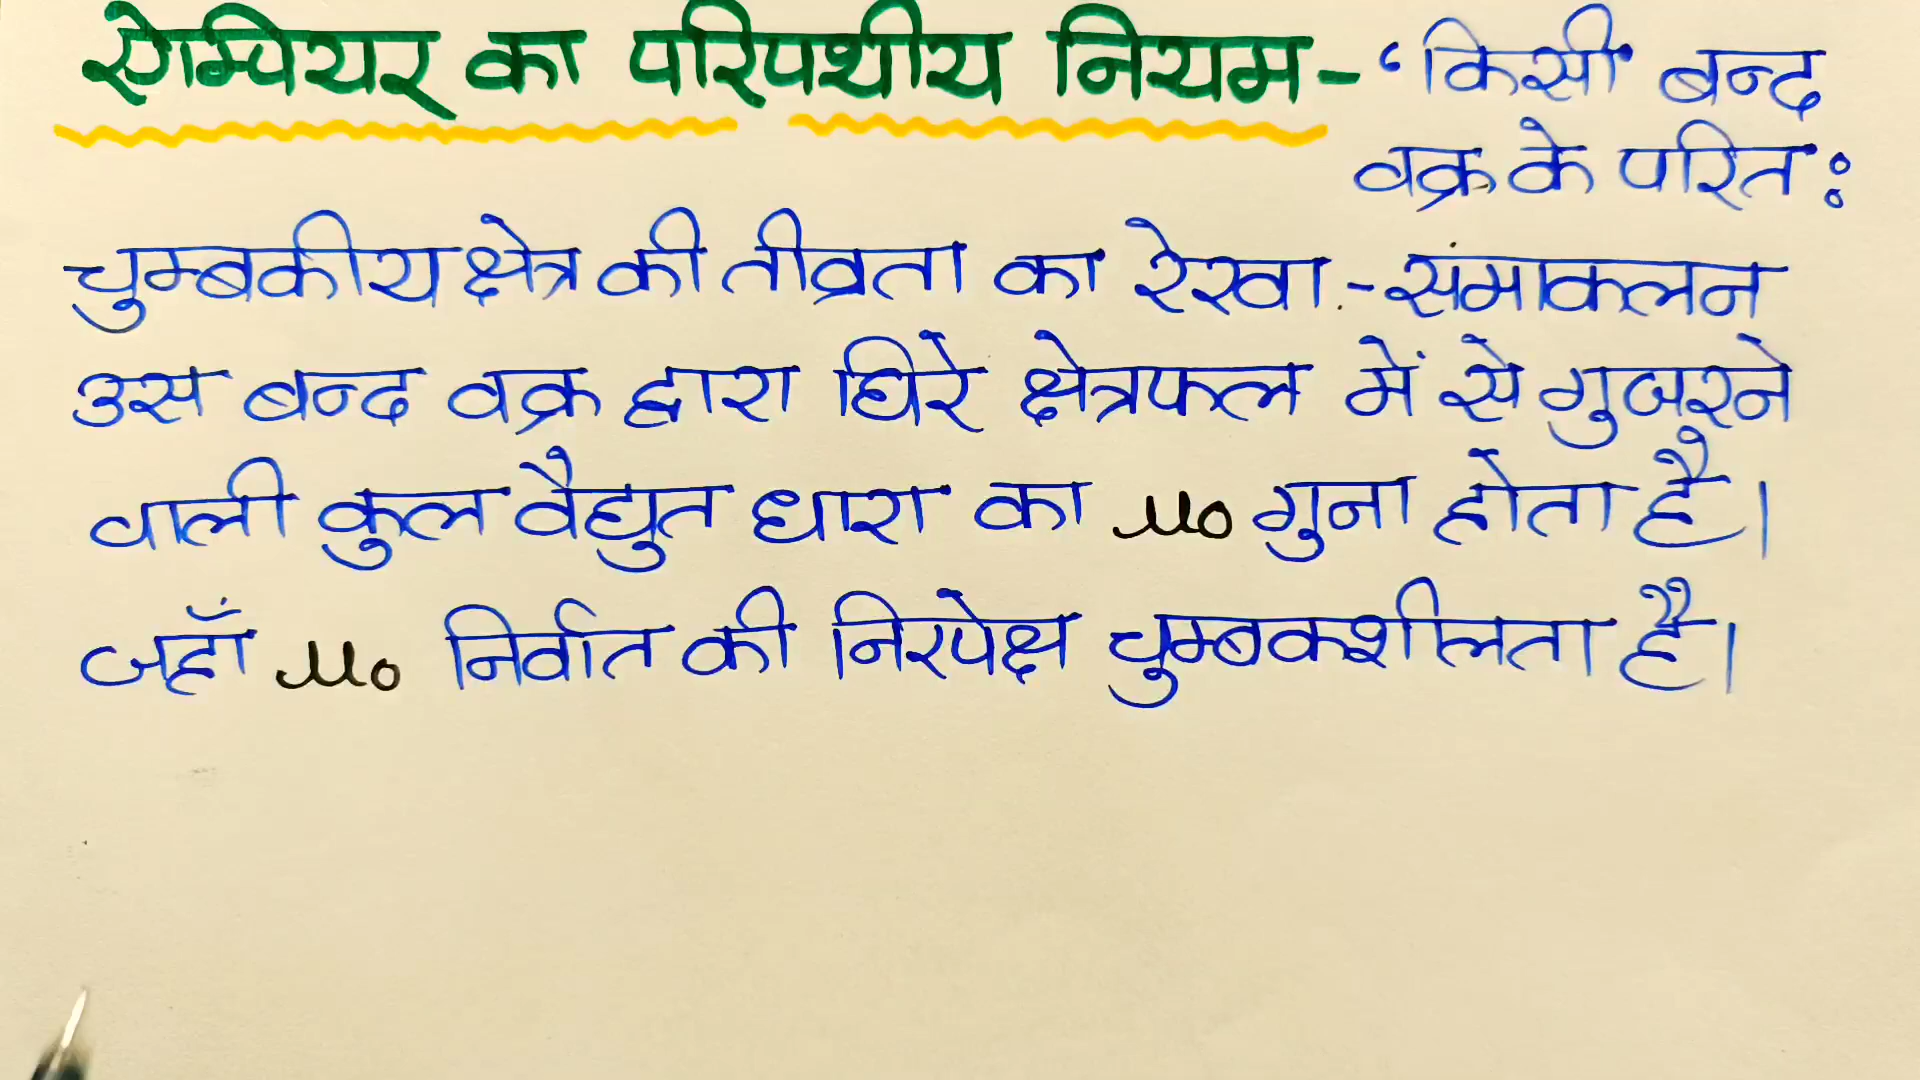 ऐम्पियर का परिपथीय नियम- ‘किसी बन्द
वक्र के परित:
चुम्बकीय क्षेत्र की तीव्रता का रेखा-समाकलन
उस बन्द वक्र द्वारा घिरे क्षेत्रफल में से गुजरने
वाली कुल वैद्युत धारा का µ₀ गुना होता है।
जहाँ µ₀ निर्वात की निरपेक्ष चुम्बकशीलता है।